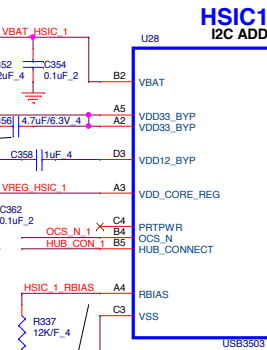 HSIC1
I2C ADD
VBAT_HSIC_1
U28
352
C354
2uF_4
0.1uF_2
B2
VBAT
A5
VDD33_BYP
356
4.7uF/6.3V_4
A2
VDD33_BYP
C358
1uF_4
D3
VDD12_BYP
VREG_HSIC_1
A3
VDD_CORE_REG
C362
0.1uF_2
C4
PRTPWR
OCS_N_1
B4
OCS_N
HUB_CON_1
B5
HUB_CONNECT
HSIC_1_RBIAS
A4
RBIAS
C3
VSS
R337
12K/F_4
USB3503